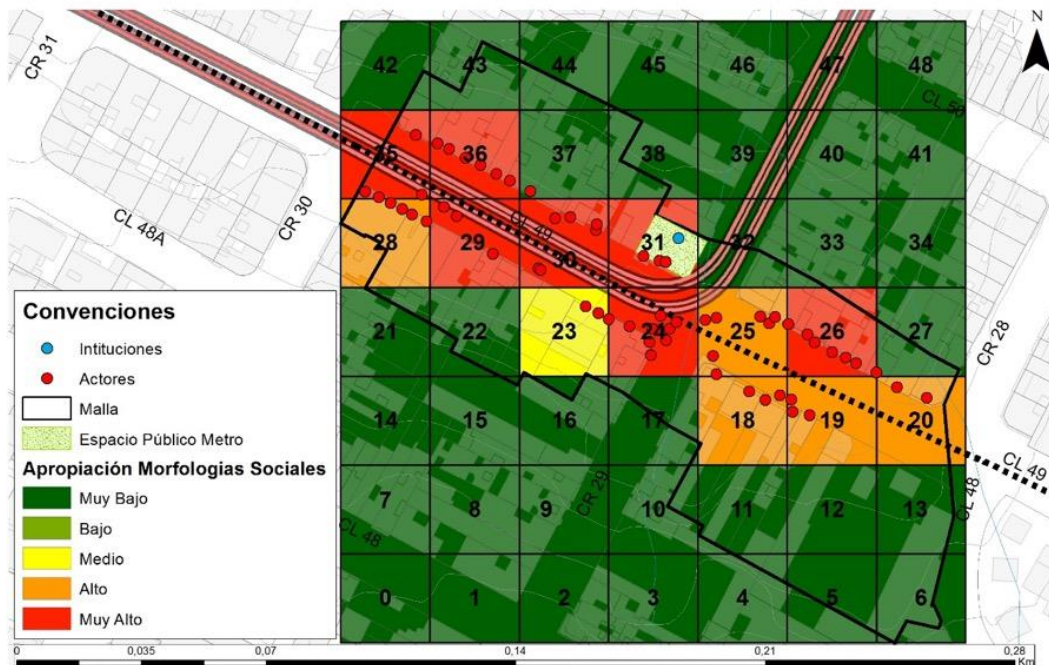 N
CR 31
CL 48A
CR 30
CL 49
CL 50
CR 28
CL 49
CL 48
CR 29
CL 48
42 43 44 45 46 47 48
35 36 37 38 39 40 41
28 29 30 31 32 33 34
21 22 23 24 25 26 27
14 15 16 17 18 19 20
7 8 9 10 11 12 13
0 1 2 3 4 5 6
Convenciones
Intituciones
Actores
Malla
Espacio Público Metro
Apropiación Morfologias Sociales
Muy Bajo
Bajo
Medio
Alto
Muy Alto
0 0,035 0,07 0,14 0,21 0,28
Km